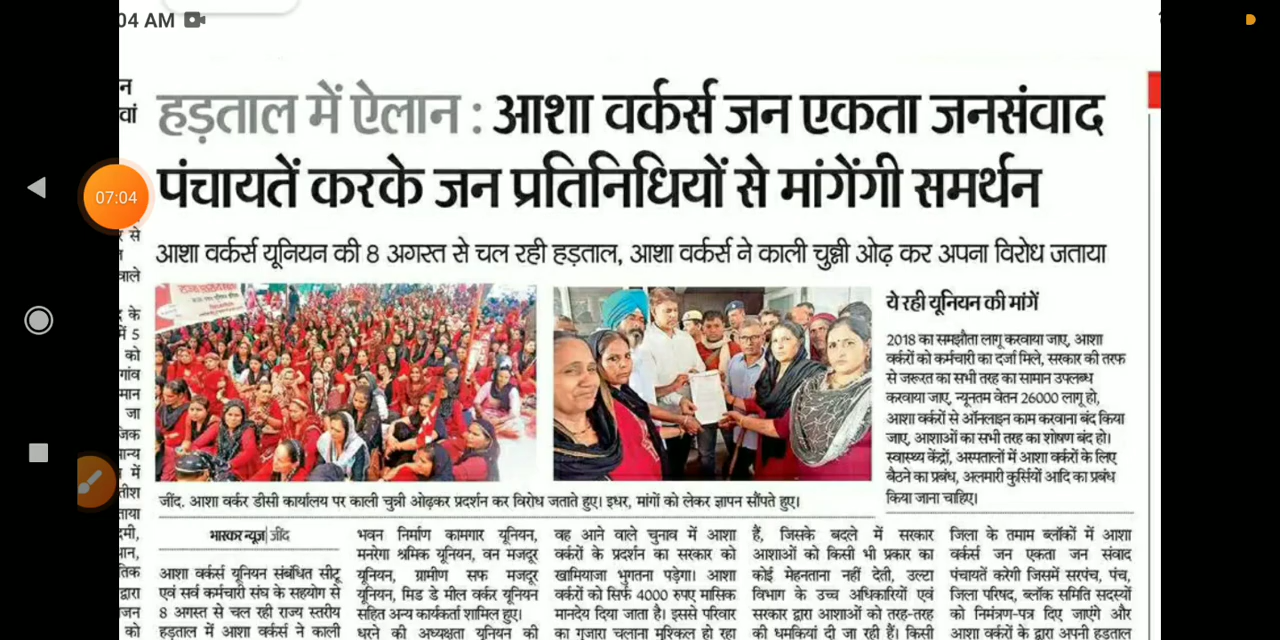 04 AM
हड़ताल में ऐलान : आशा वर्कर्स जन एकता जनसंवाद
पंचायतें करके जन प्रतिनिधियों से मांगेंगी समर्थन
आशा वर्कर्स यूनियन की 8 अगस्त से चल रही हड़ताल, आशा वर्कर्स ने काली चुन्नी ओढ़ कर अपना विरोध जताया
07:04
ये रही यूनियन की मांगें
2018 का समझौता लागू करवाया जाए, आशा
वर्करों को कर्मचारी का दर्जा मिले, सरकार की तरफ
से जरूरत का सभी तरह का सामान उपलब्ध
करवाया जाए, न्यूनतम वेतन 26000 लागू हो,
आशा वर्करों से ऑनलाइन काम करवाना बंद किया
जाए, आशाओं का सभी तरह का शोषण बंद हो।
स्वास्थ्य केंद्रों, अस्पतालों में आशा वर्करों के लिए
बैठने का प्रबंध, अलमारी कुर्सियों आदि का प्रबंध
किया जाना चाहिए।
जींद. आशा वर्कर डीसी कार्यालय पर काली चुन्नी ओढ़कर प्रदर्शन कर विरोध जताते हुए। इधर, मांगों को लेकर ज्ञापन सौंपते हुए।
भास्कर न्यूज | जींद
आशा वर्कर्स यूनियन संबंधित सीटू
एवं सर्व कर्मचारी संघ के सहयोग से
8 अगस्त से चल रही राज्य स्तरीय
हड़ताल में आशा वर्कर्स ने काली
भवन निर्माण कामगार यूनियन,
मनरेगा श्रमिक यूनियन, वन मजदूर
यूनियन, ग्रामीण सफ मजदूर
यूनियन, मिड डे मील वर्कर यूनियन
सहित अन्य कार्यकर्ता शामिल हुए।
धरने की अध्यक्षता यूनियन की
वह आने वाले चुनाव में आशा
वर्करों के प्रदर्शन का सरकार को
खामियाजा भुगतना पड़ेगा। आशा
वर्करों को सिर्फ 4000 रुपए मासिक
मानदेय दिया जाता है। इससे परिवार
का गुजारा चलाना मुश्किल हो रहा
हैं, जिसके बदले में सरकार
आशाओं को किसी भी प्रकार का
कोई मेहनताना नहीं देती, उल्टा
विभाग के उच्च अधिकारियों एवं
सरकार द्वारा आशाओं को तरह-तरह
की धमकियां दी जा रही हैं। किसी
जिला के तमाम ब्लॉकों में आशा
वर्कर्स जन एकता जन संवाद
पंचायतें करेगी जिसमें सरपंच, पंच,
जिला परिषद, ब्लॉक समिति सदस्यों
को निमंत्रण-पत्र दिए जाएंगे और
आशा वर्करों के द्वारा अपनी हड़ताल